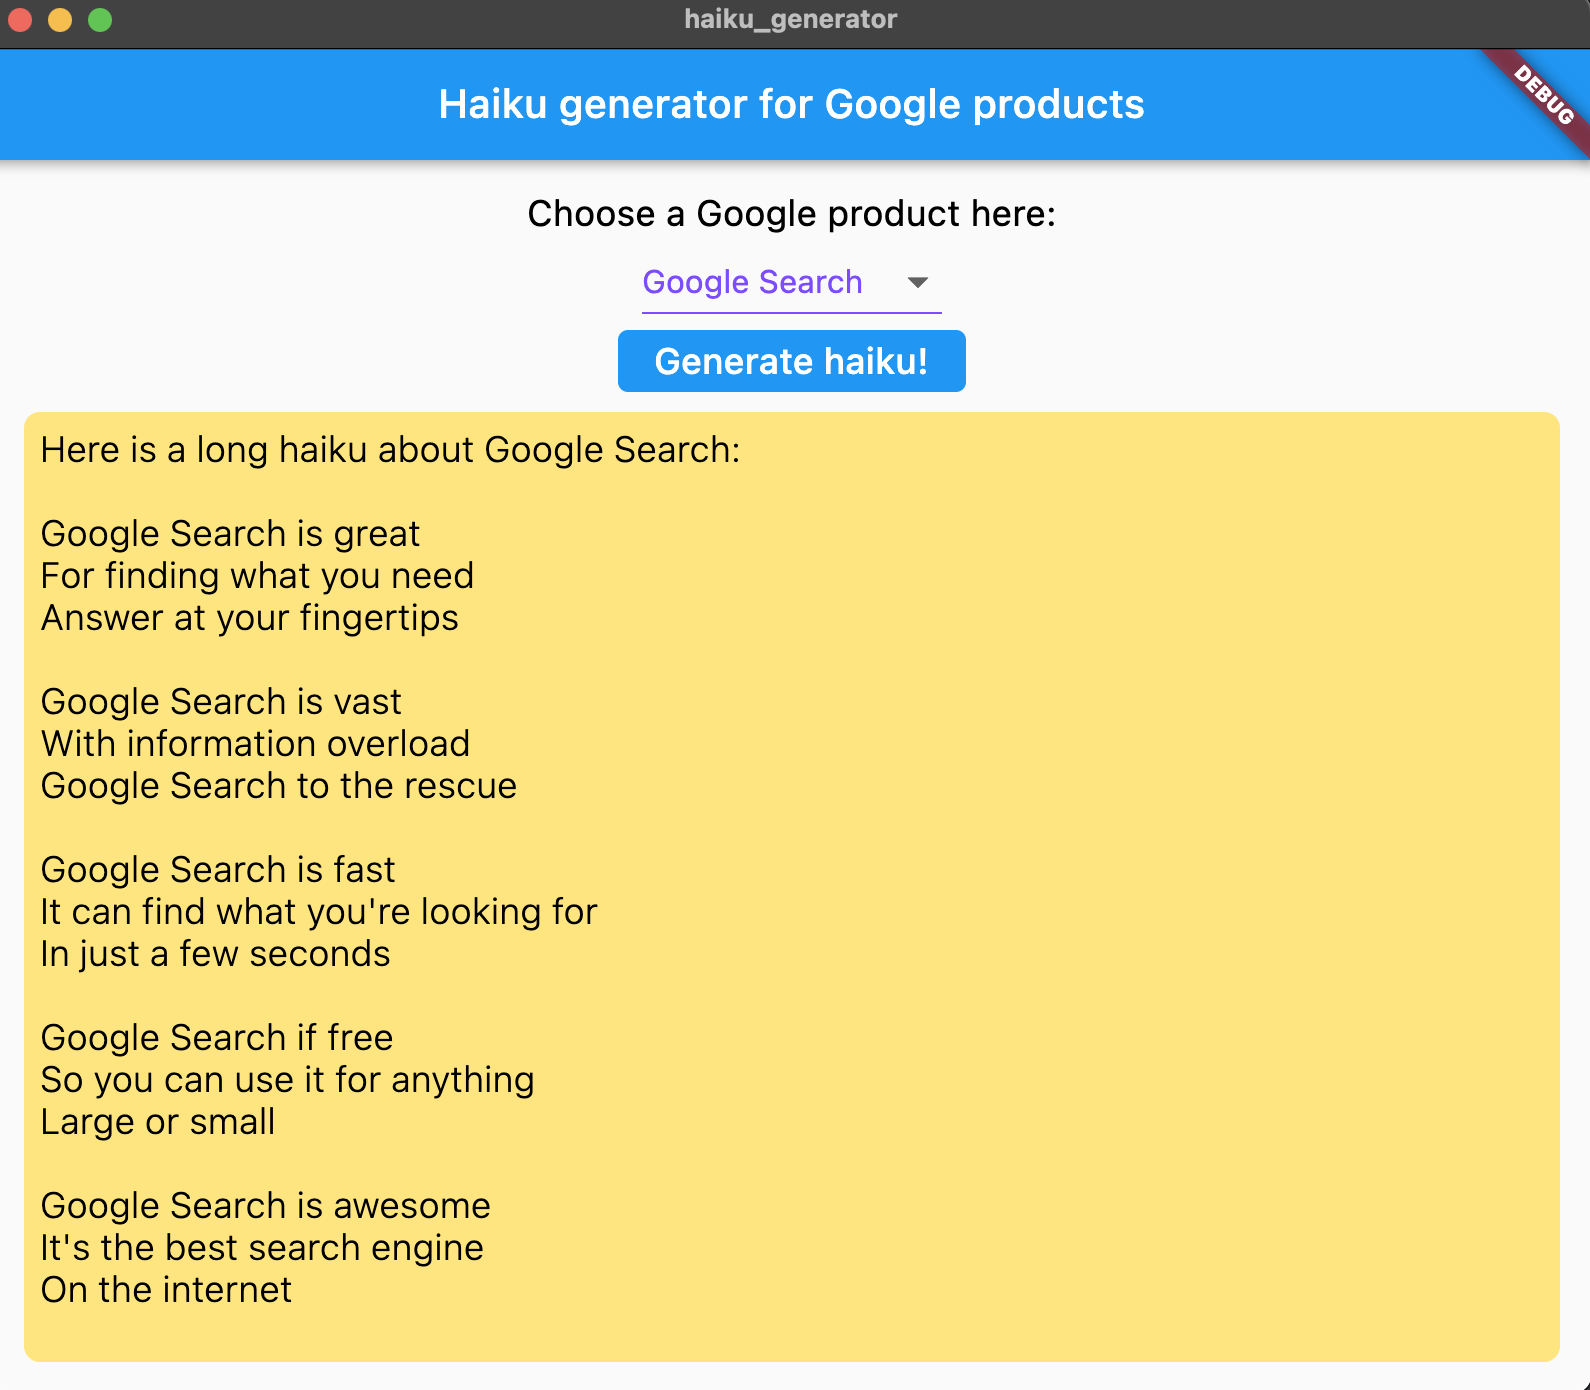 haiku_generator
Haiku generator for Google products
DEBUG
Choose a Google product here:
Google Search
Generate haiku!
Here is a long haiku about Google Search:
Google Search is great
For finding what you need
Answer at your fingertips
Google Search is vast
With information overload
Google Search to the rescue
Google Search is fast
It can find what you're looking for
In just a few seconds
Google Search if free
So you can use it for anything
Large or small
Google Search is awesome
It's the best search engine
On the internet